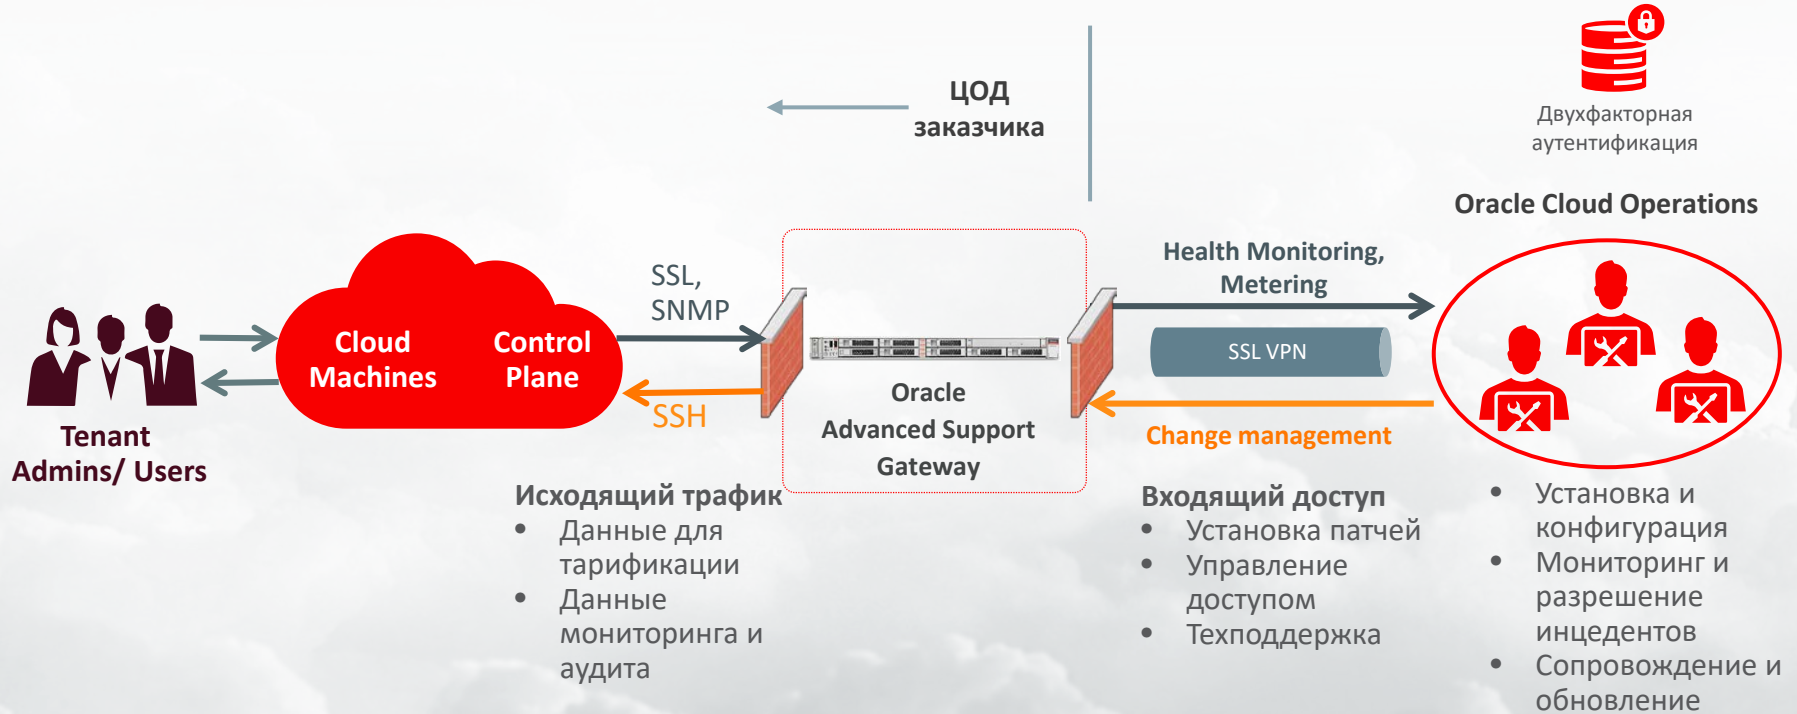 ЦОД
заказчика
Двухфакторная
аутентификация
Oracle Cloud Operations
Tenant
Admins/ Users
Cloud
Machines
Control
Plane
SSL,
SNMP
SSH
Oracle
Advanced Support
Gateway
Health Monitoring,
Metering
SSL VPN
Change management
Исходящий трафик
• Данные для
тарификации
• Данные
мониторинга и
аудита
Входящий доступ
• Установка патчей
• Управление
доступом
• Техподдержка
• Установка и
конфигурация
• Мониторинг и
разрешение
инцедентов
• Сопровождение и
обновление